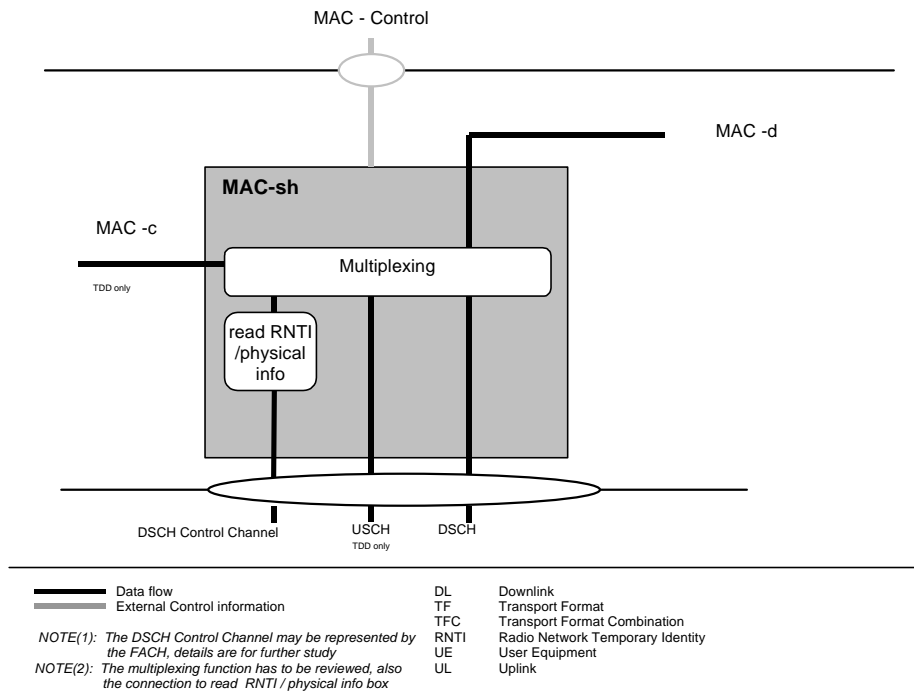 MAC - Control
MAC -d
MAC-sh
MAC -c
TDD only
Multiplexing
read RNTI
/physical
info
DSCH Control Channel
USCH
TDD only
DSCH
Data flow
External Control information
NOTE(1): The DSCH Control Channel may be represented by
the FACH, details are for further study
NOTE(2): The multiplexing function has to be reviewed, also
the connection to read RNTI / physical info box
DL Downlink
TF Transport Format
TFC Transport Format Combination
RNTI Radio Network Temporary Identity
UE User Equipment
UL Uplink